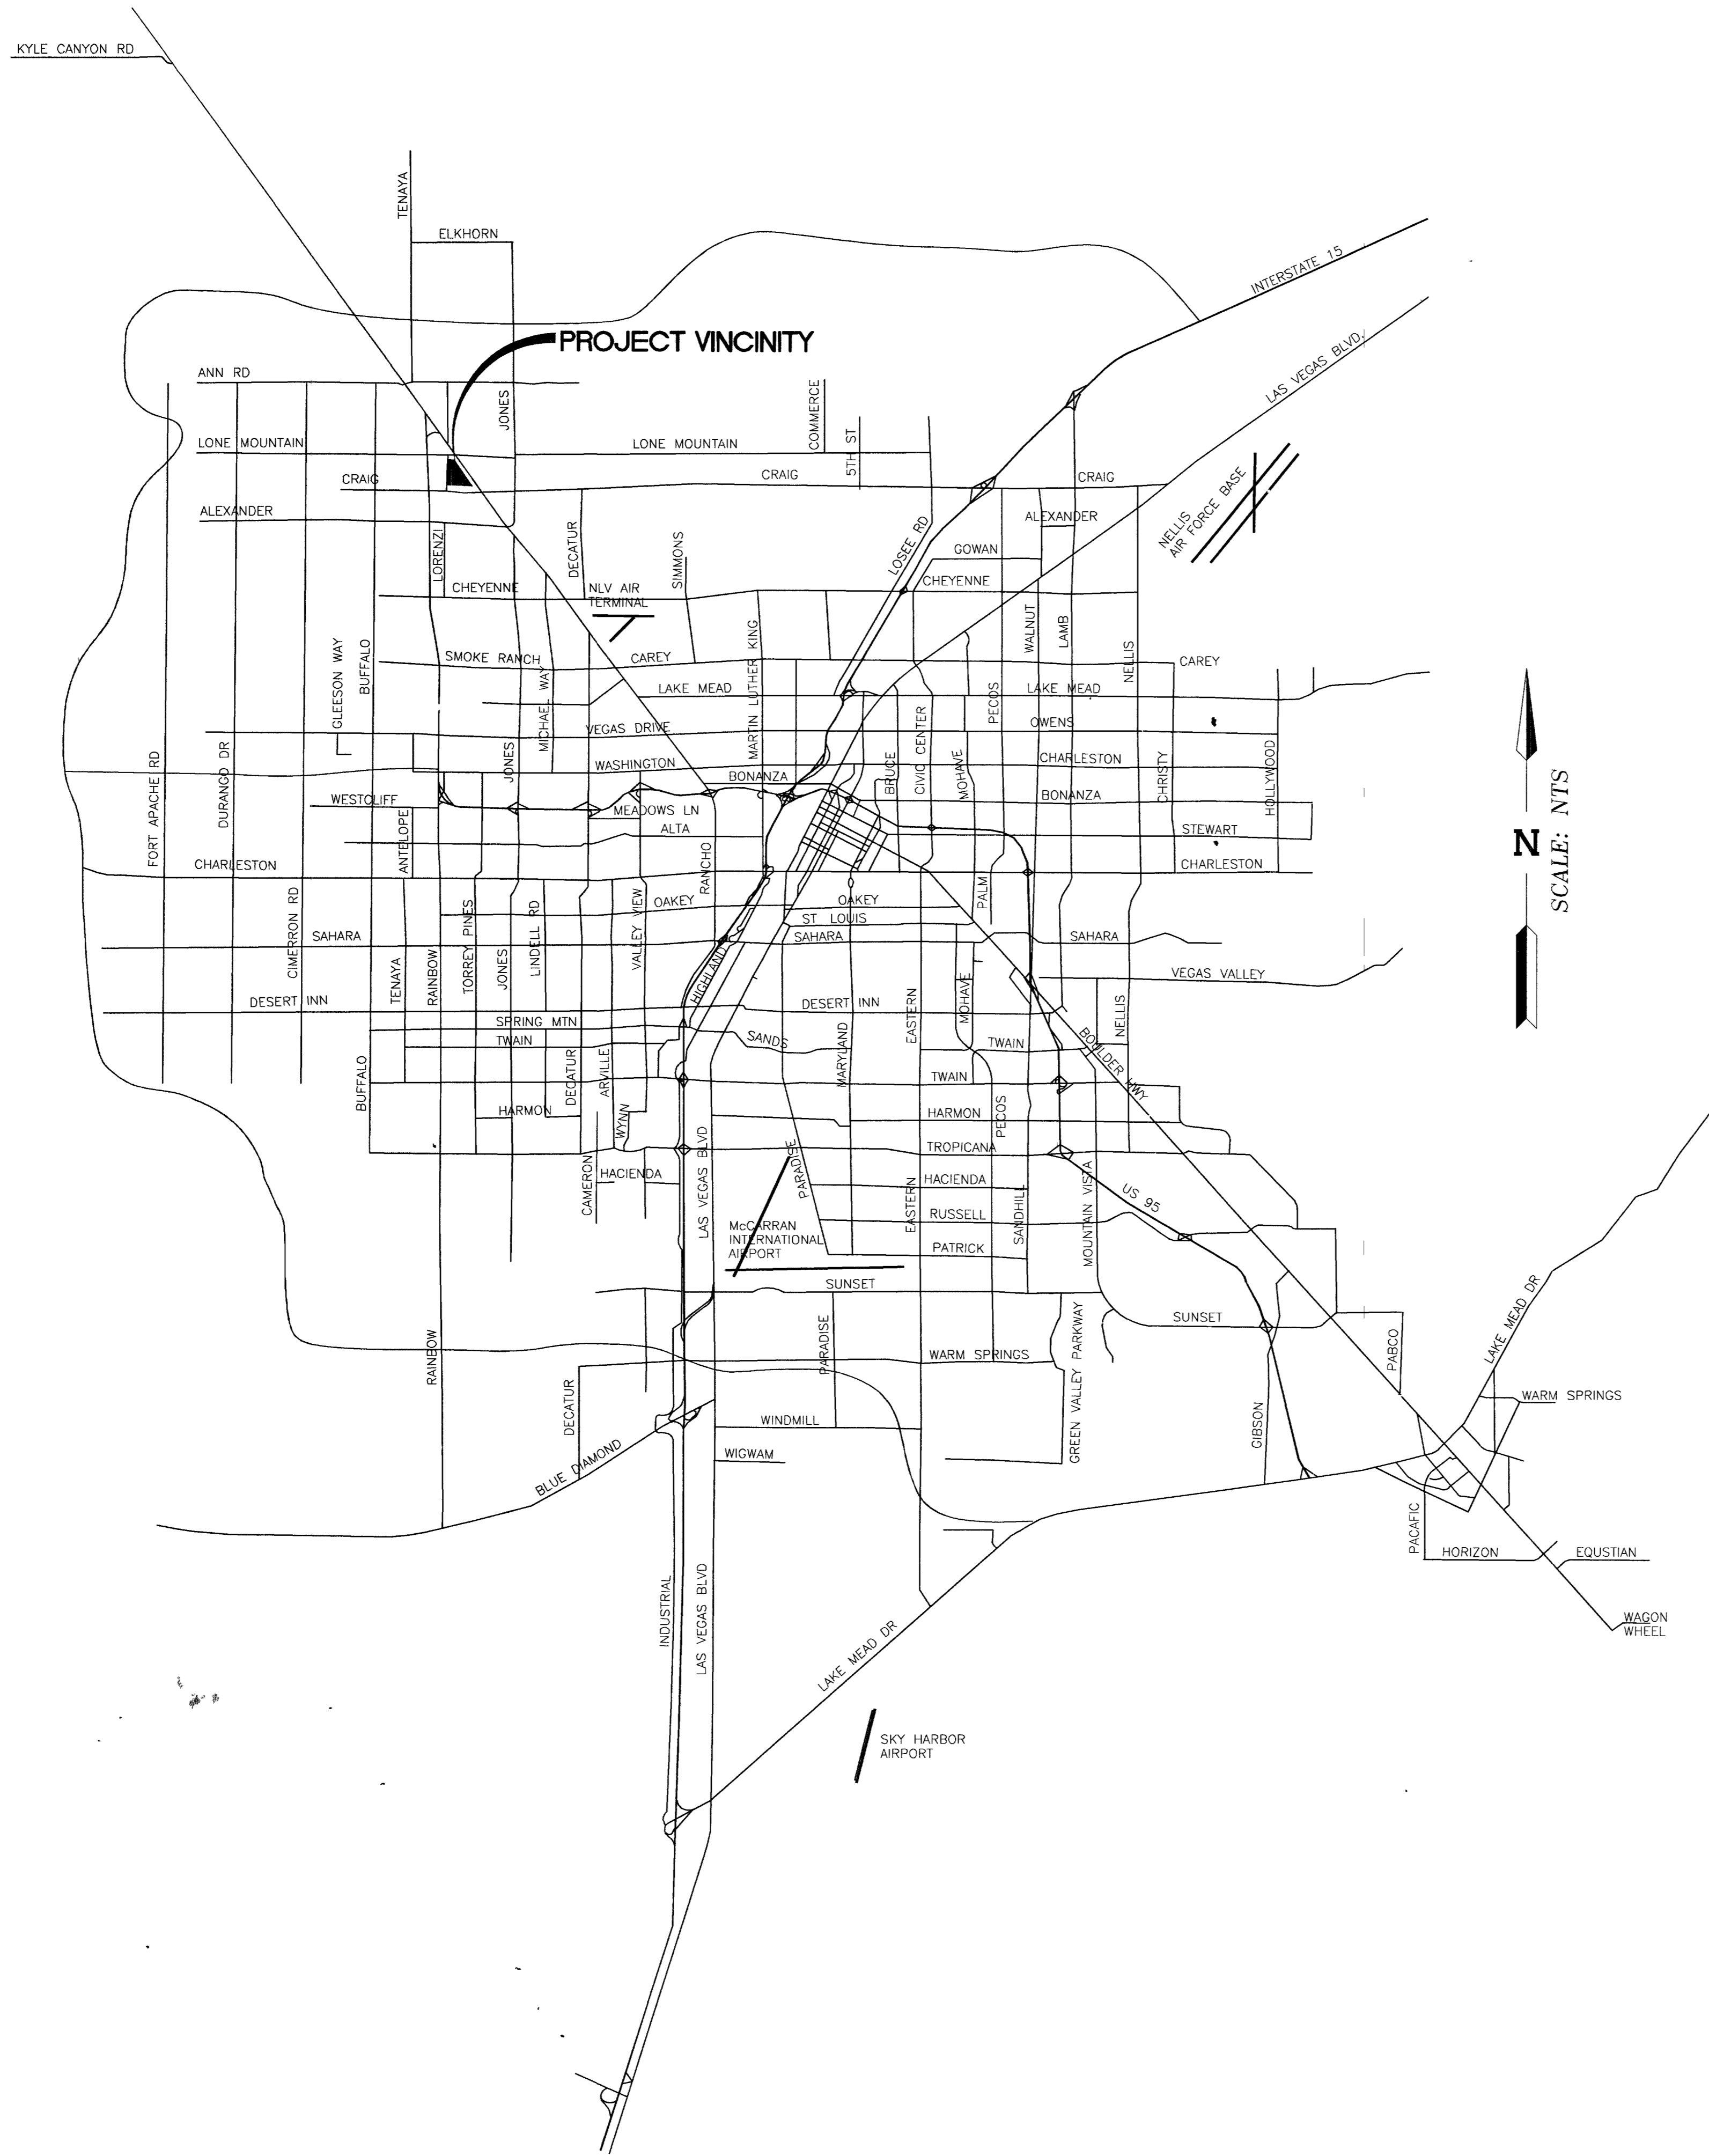 KYLE CANYON RD
TENAYA
ELKHORN
INTERSTATE 15
PROJECT VINCINITY
LAS VEGAS BLVD.
ANN RD
JONES
COMMERCE
5TH ST
LONE MOUNTAIN
LONE MOUNTAIN
CRAIG
CRAIG
CRAIG
NELLIS
AIR FORCE BASE
ALEXANDER
ALEXANDER
LORENZI
DECATUR
SIMMONS
LOSEE RD
GOWAN
CHEYENNE
NLV AIR
TERMINAL
CHEYENNE
WALNUT
LAMB
GLEESON WAY
BUFFALO
SMOKE RANCH
CAREY
MARTIN LUTHER KING
NELLIS
CAREY
MICHAEL WAY
LAKE MEAD
PECOS
LAKE MEAD
VEGAS DRIVE
OWENS
FORT APACHE RD
DURANGO DR
JONES
WASHINGTON
BONANZA
BRUCE
CIVIC CENTER
MOHAVE
CHARLESTON
CHRISTY
HOLLYWOOD
N
SCALE: NTS
WESTCLIFF
MEADOWS LN
BONANZA
ANTELOPE
ALTA
STEWART
CHARLESTON
RANCHO
CHARLESTON
CIMERRON RD
TORREY PINES
LINDELL RD
VALLEY VIEW
OAKEY
OAKEY
PALM
ST LOUIS
SAHARA
SAHARA
SAHARA
TENAYA
RAINBOW
JONES
HIGHLAND
MOHAVE
VEGAS VALLEY
DESERT INN
DESERT INN
EASTERN
NELLIS
SPRING MTN
TWAIN
SANDS
MARYLAND
TWAIN
BOULDER HWY
BUFFALO
DECATUR
ARVILLE
TWAIN
HARMON
WYNN
HARMON
PECOS
LAS VEGAS BLVD
PARADISE
TROPICANA
CAMERON
HACIENDA
HACIENDA
EASTERN
SANDHILL
MOUNTAIN VISTA
US 95
RUSSELL
McCARRAN
INTERNATIONAL
AIRPORT
PATRICK
SUNSET
SUNSET
RAINBOW
PARADISE
GREEN VALLEY PARKWAY
PABCO
LAKE MEAD DR
WARM SPRINGS
WARM SPRINGS
DECATUR
WINDMILL
GIBSON
BLUE DIAMOND
WIGWAM
PACAFIC
HORIZON
EQUSTIAN
INDUSTRIAL
LAS VEGAS BLVD
WAGON
WHEEL
LAKE MEAD DR
SKY HARBOR
AIRPORT